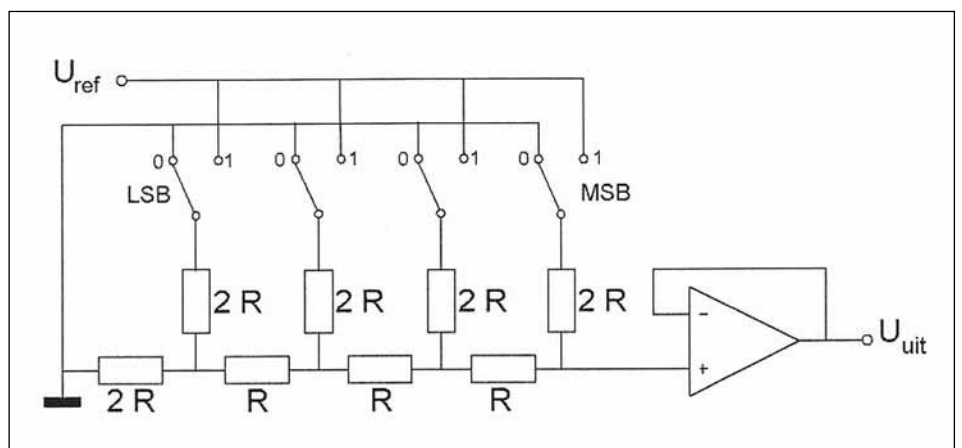 U_ref
0 1 0 1 0 1 0 1
LSB MSB
2 R 2 R 2 R 2 R
-
U_uit
+
2 R R R R